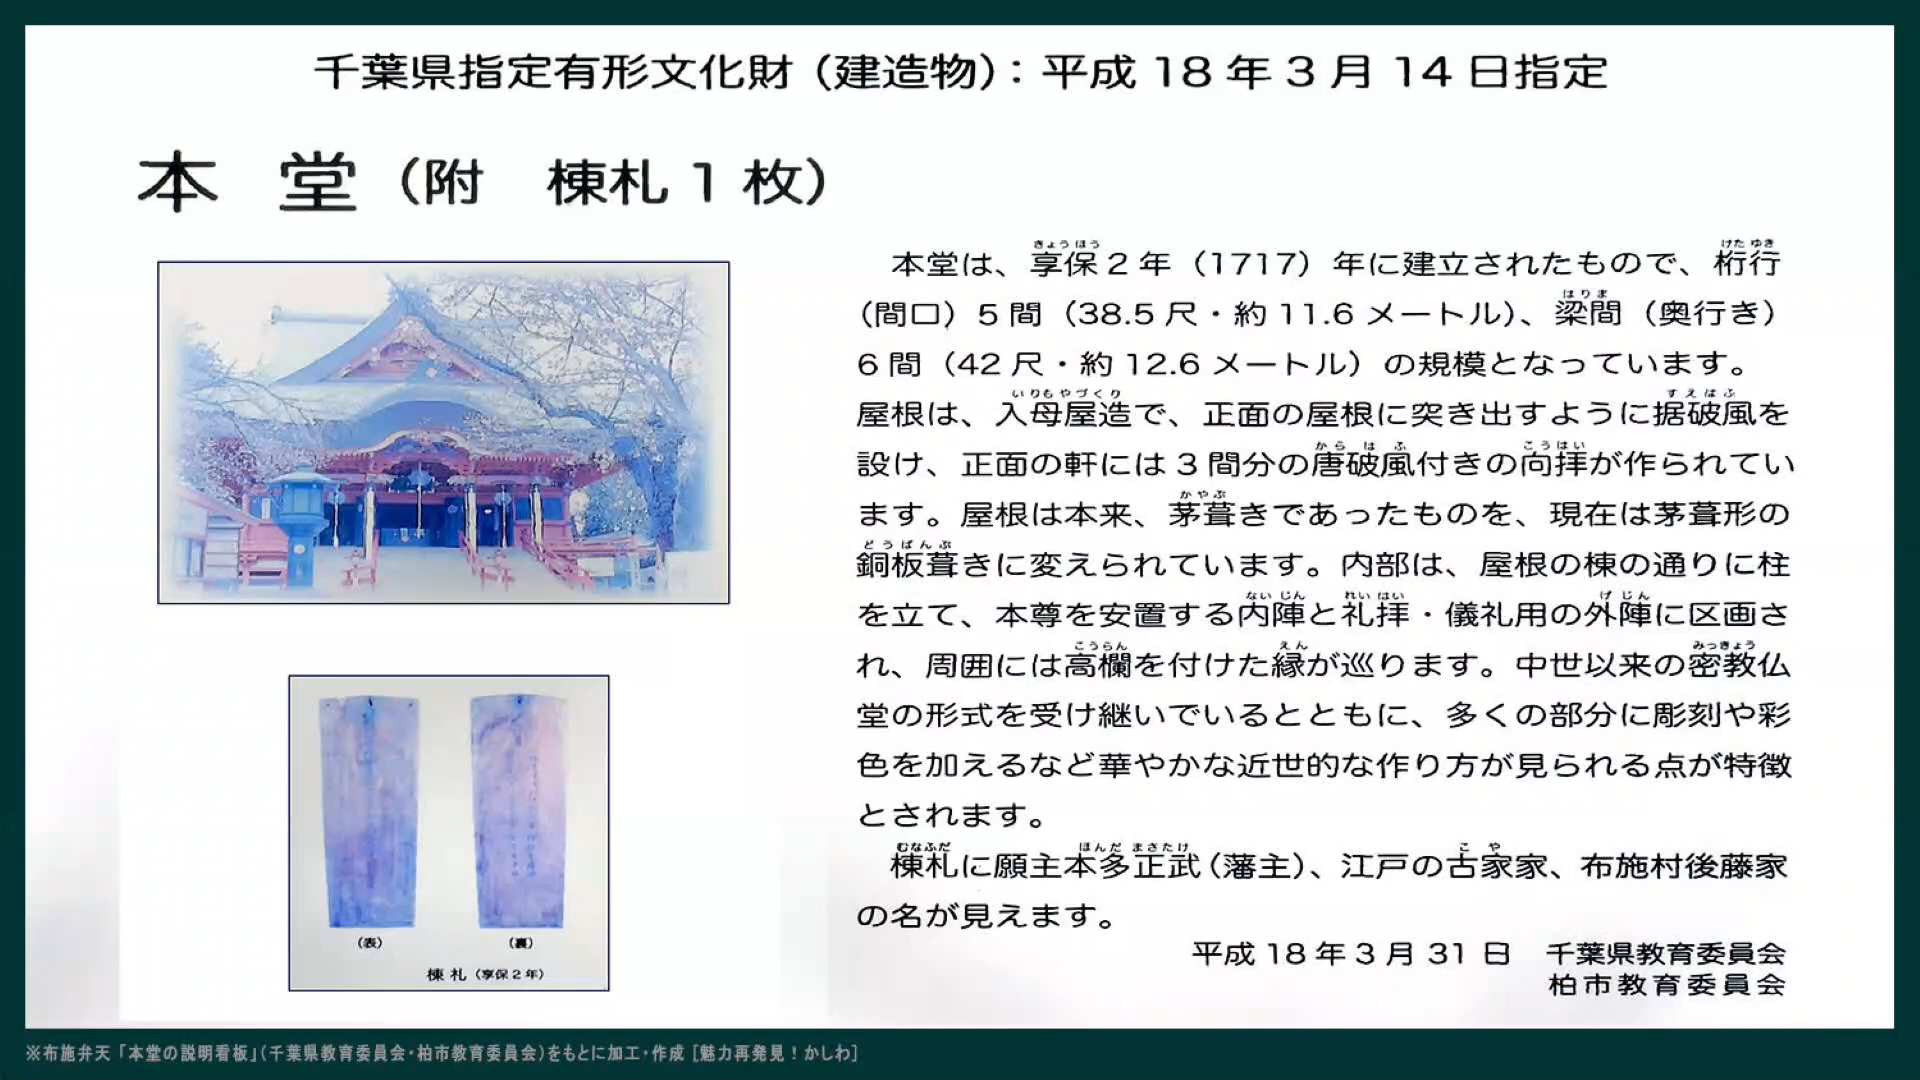 千葉県指定有形文化財（建造物）：平成18年3月14日指定
本　堂（附　棟札1枚）
本堂は、享保2年（1717）年に建立されたもので、桁行
（間口）5間（38.5尺・約11.6メートル）、梁間（奥行き）
6間（42尺・約12.6メートル）の規模となっています。
屋根は、入母屋造で、正面の屋根に突き出すように据破風を
設け、正面の軒には3間分の唐破風付きの向拝が作られてい
ます。屋根は本来、茅葺きであったものを、現在は茅葺形の
銅板葺きに変えられています。内部は、屋根の棟の通りに柱
を立て、本尊を安置する内陣と礼拝・儀礼用の外陣に区画さ
れ、周囲には高欄を付けた縁が巡ります。中世以来の密教仏
堂の形式を受け継いでいるとともに、多くの部分に彫刻や彩
色を加えるなど華やかな近世的な作り方が見られる点が特徴
とされます。
棟札に願主本多正武（藩主）、江戸の古家家、布施村後藤家
の名が見えます。
平成18年3月31日　千葉県教育委員会
柏市教育委員会
（表）　（裏）
棟札（享保2年）
※布施弁天「本堂の説明看板」（千葉県教育委員会・柏市教育委員会）をもとに加工・作成［魅力再発見！かしわ］